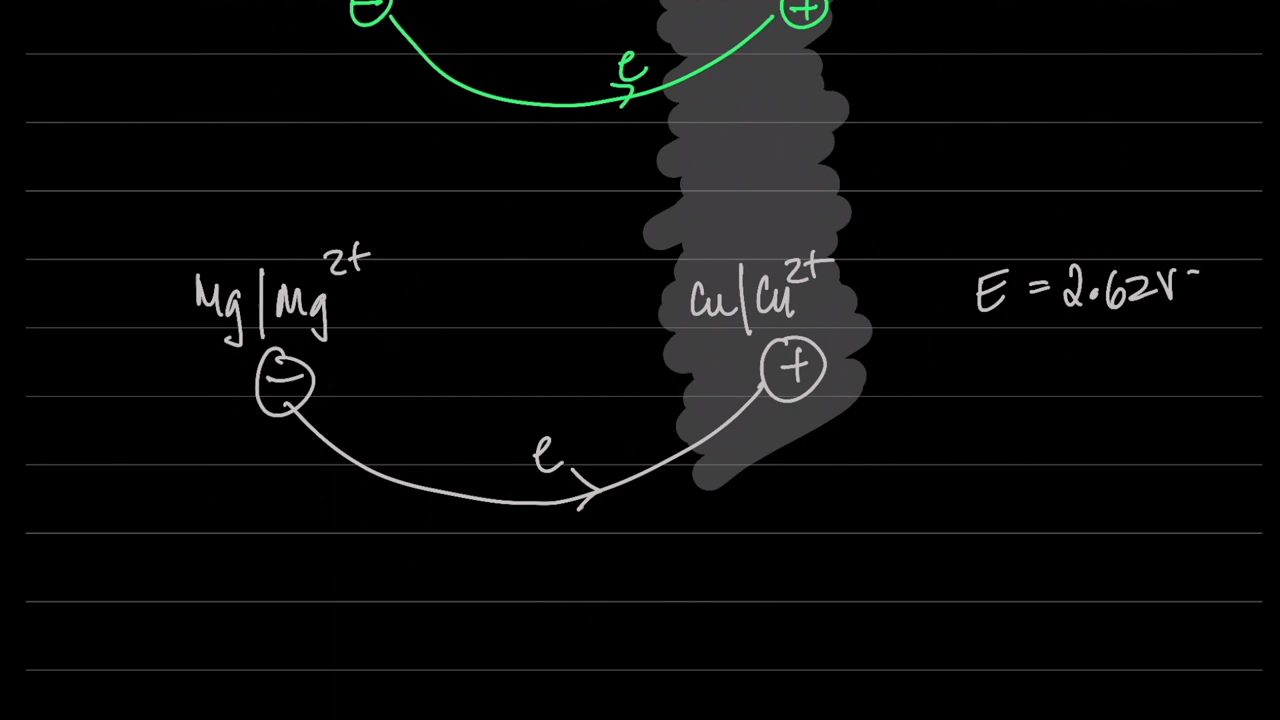 ⊖ ⊕
e
Mg|Mg²⁺ Cu|Cu²⁺ E = 2.62V
⊖ ⊕
e